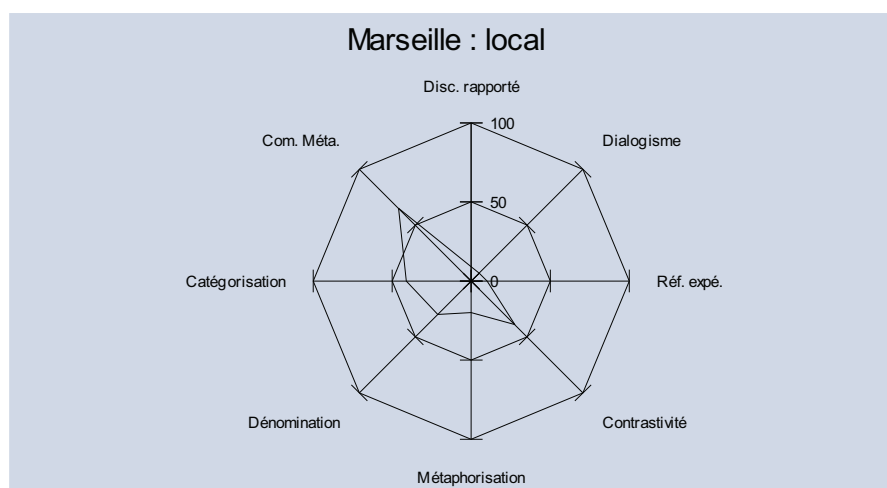 Marseille : local
Disc. rapporté
100
Com. Méta.
Dialogisme
50
Catégorisation
0
Réf. expé.
Dénomination
Contrastivité
Métaphorisation